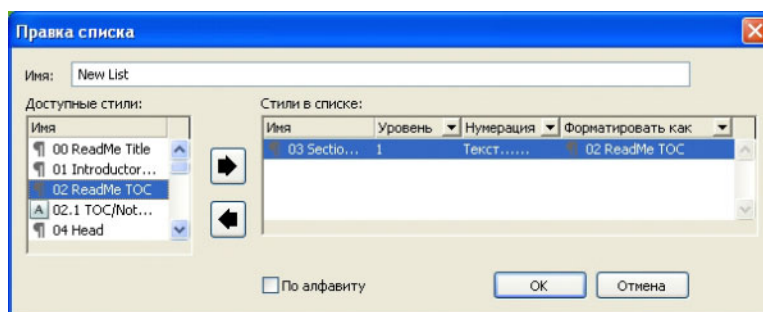 Правка списка
Имя: New List
Доступные стили: Стили в списке:
Имя Имя Уровень Нумерация Форматировать как
00 ReadMe Title 03 Sectio... 1 Текст...... 02 ReadMe TOC
01 Introductor...
02 ReadMe TOC
A 02.1 TOC/Not...
04 Head
По алфавиту OK Отмена